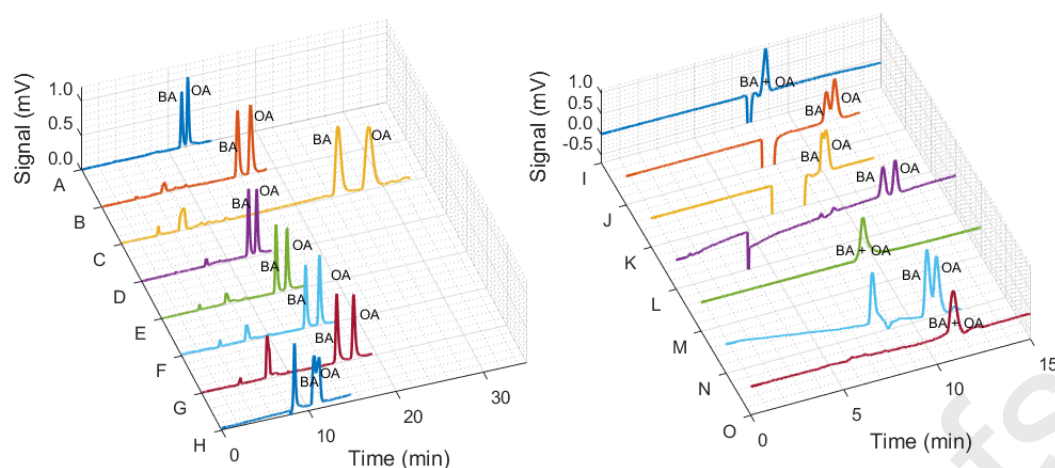 Signal (mV)
1.0
0.5
0.0
BA OA
OA
BA
BA OA
BA OA
OA
BA
OA
BA
OA
BA
BA OA
A
B
C
D
E
F
G
H
0
10
20
30
Time (min)
Signal (mV)
1.0
0.5
0.0
-0.5
BA + OA
BA OA
BA OA
BA OA
BA + OA
BA OA
BA + OA
I
J
K
L
M
N
O
0
5
10
15
Time (min)
fs